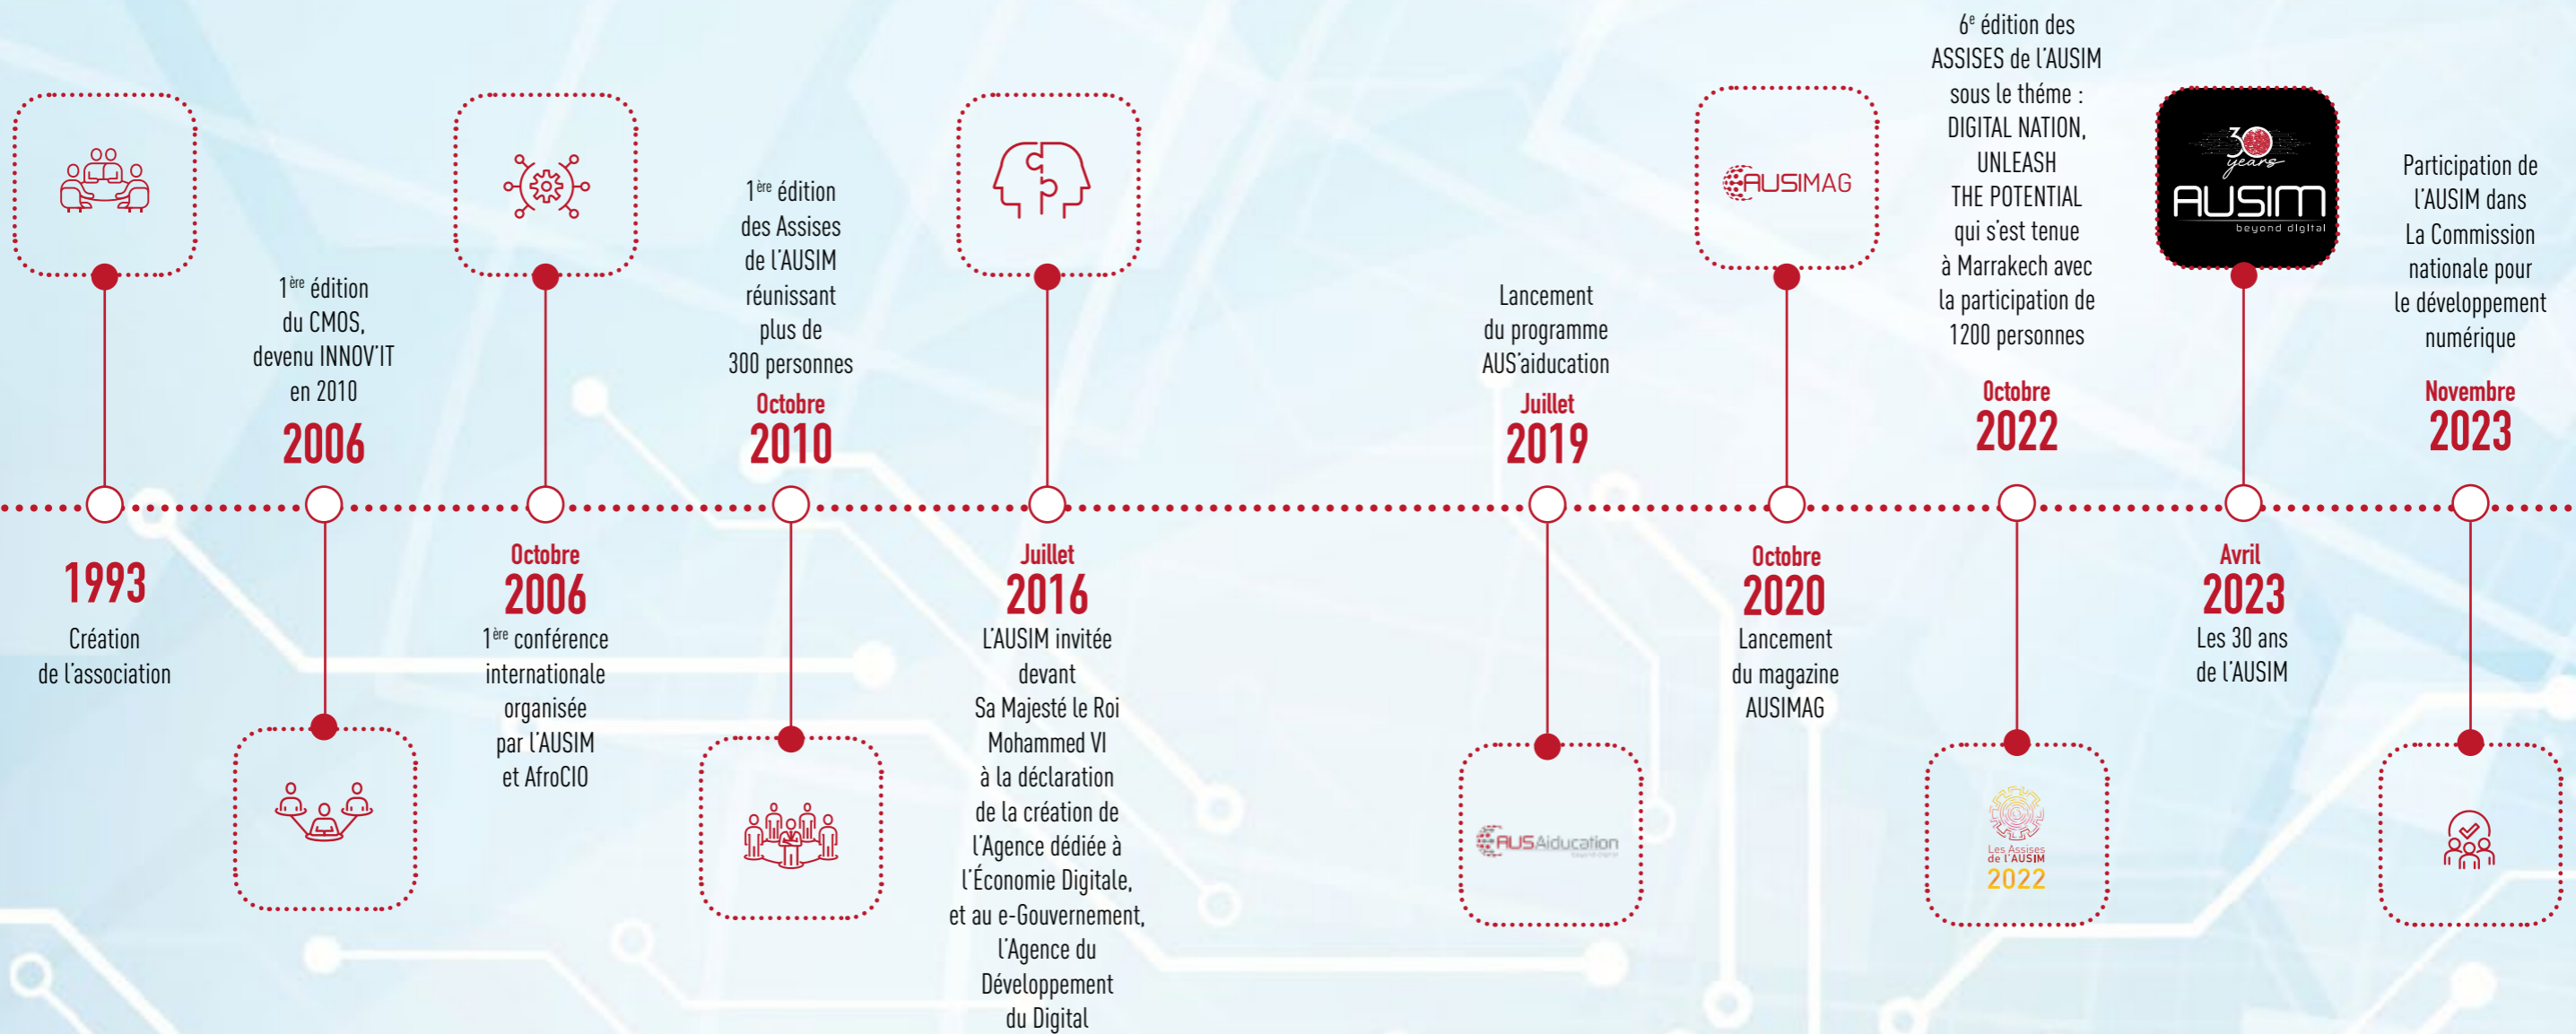 1993
Création
de l'association
1ère édition
du CMOS,
devenu INNOV'IT
en 2010
2006
Octobre
2006
1ère conférence
internationale
organisée
par l'AUSIM
et AfroCIO
1ère édition
des Assises
de l'AUSIM
réunissant
plus de
300 personnes
Octobre
2010
Juillet
2016
L'AUSIM invitée
devant
Sa Majesté le Roi
Mohammed VI
à la déclaration
de la création de
l'Agence dédiée à
l'Économie Digitale,
et au e-Gouvernement,
l'Agence du
Développement
du Digital
Lancement
du programme
AUS'aiducation
Juillet
2019
AUSAiducation
beyond digital
AUSIMAG
Octobre
2020
Lancement
du magazine
AUSIMAG
6e édition des
ASSISES de l'AUSIM
sous le théme :
DIGITAL NATION,
UNLEASH
THE POTENTIAL
qui s'est tenue
à Marrakech avec
la participation de
1200 personnes
Octobre
2022
Les Assises
de l'AUSIM
2022
30
years
AUSIM
beyond digital
Avril
2023
Les 30 ans
de l'AUSIM
Participation de
l'AUSIM dans
La Commission
nationale pour
le développement
numérique
Novembre
2023